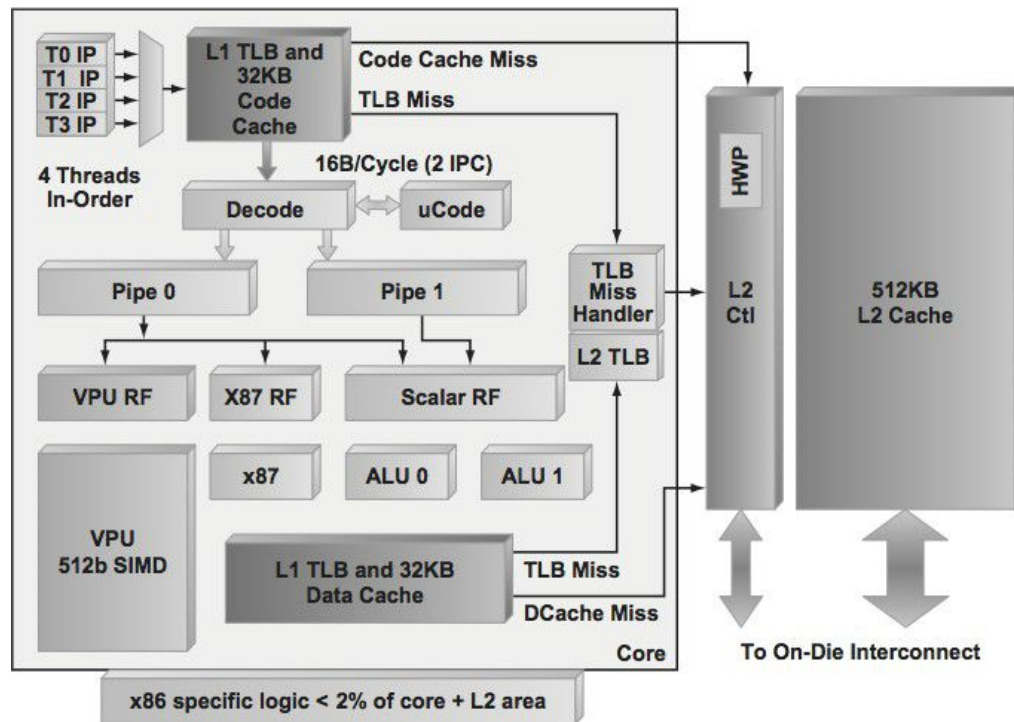 T0 IP
T1 IP
T2 IP
T3 IP
4 Threads
In-Order
L1 TLB and
32KB
Code
Cache
Code Cache Miss
TLB Miss
16B/Cycle (2 IPC)
Decode
uCode
Pipe 0
Pipe 1
TLB
Miss
Handler
L2 TLB
HWP
L2
Ctl
512KB
L2 Cache
VPU RF
X87 RF
Scalar RF
x87
ALU 0
ALU 1
VPU
512b SIMD
L1 TLB and 32KB
Data Cache
TLB Miss
DCache Miss
Core
To On-Die Interconnect
x86 specific logic < 2% of core + L2 area